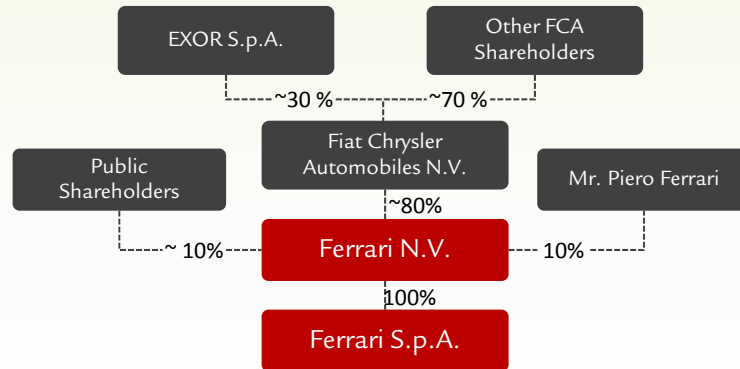 EXOR S.p.A.
Other FCA
Shareholders
~30 %
~70 %
Fiat Chrysler
Automobiles N.V.
Public
Shareholders
Mr. Piero Ferrari
~80%
~ 10%
Ferrari N.V.
10%
100%
Ferrari S.p.A.